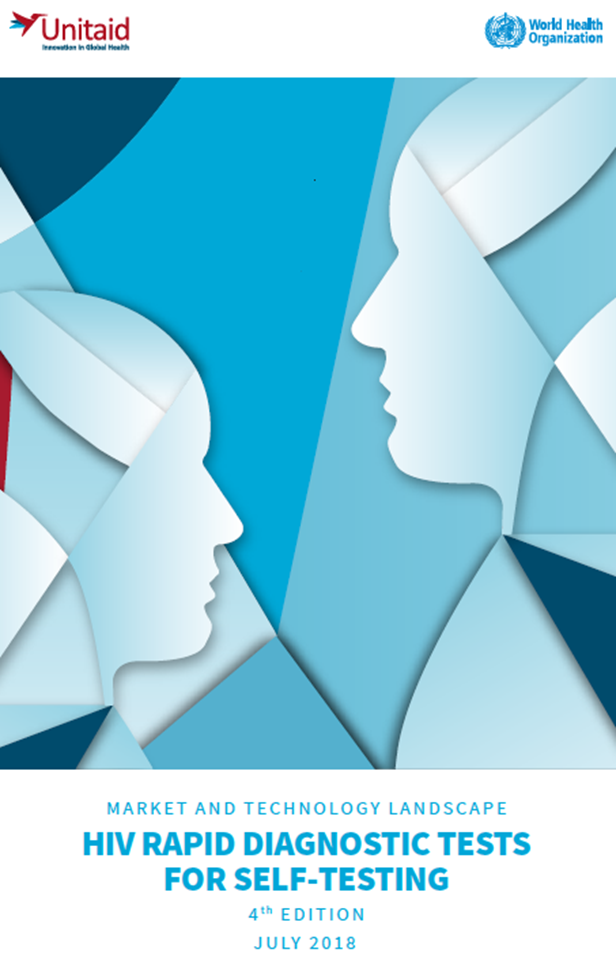 Unitaid
Innovation in Global Health
World Health
Organization
MARKET AND TECHNOLOGY LANDSCAPE
HIV RAPID DIAGNOSTIC TESTS
FOR SELF-TESTING
4th EDITION
JULY 2018